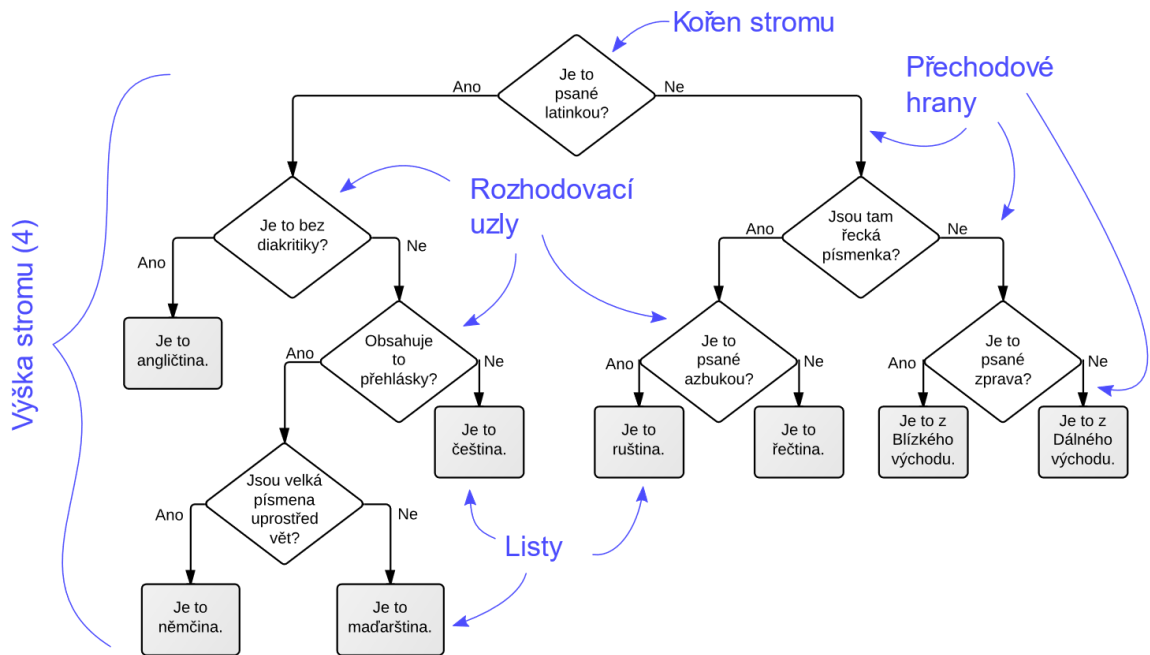 Kořen stromu
Je to
psané
latinkou?
Ano
Ne
Přechodové
hrany
Výška stromu (4)
Je to bez
diakritiky?
Ano
Ne
Rozhodovací
uzly
Jsou tam
řecká
písmenka?
Ano
Ne
Je to
angličtina.
Obsahuje
to
přehlásky?
Ano
Ne
Je to
psané
azbukou?
Ano
Ne
Je to
psané
zprava?
Ano
Ne
Je to
čeština.
Je to
ruština.
Je to
řečtina.
Je to z
Blízkého
východu.
Je to z
Dálného
východu.
Jsou velká
písmena
uprostřed
vět?
Ano
Ne
Listy
Je to
němčina.
Je to
maďarština.